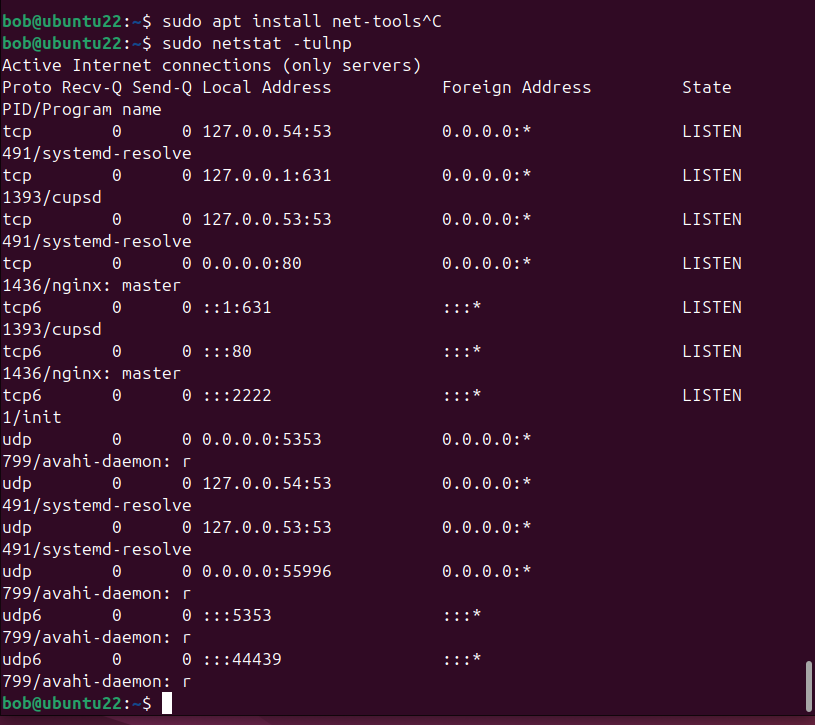 bob@ubuntu22:~$ sudo apt install net-tools^C
bob@ubuntu22:~$ sudo netstat -tulnp
Active Internet connections (only servers)
Proto Recv-Q Send-Q Local Address           Foreign Address         State
PID/Program name
tcp        0      0 127.0.0.54:53           0.0.0.0:*               LISTEN
491/systemd-resolve
tcp        0      0 127.0.0.1:631           0.0.0.0:*               LISTEN
1393/cupsd
tcp        0      0 127.0.0.53:53           0.0.0.0:*               LISTEN
491/systemd-resolve
tcp        0      0 0.0.0.0:80              0.0.0.0:*               LISTEN
1436/nginx: master
tcp6       0      0 ::1:631                 :::*                    LISTEN
1393/cupsd
tcp6       0      0 :::80                   :::*                    LISTEN
1436/nginx: master
tcp6       0      0 :::2222                 :::*                    LISTEN
1/init
udp        0      0 0.0.0.0:5353            0.0.0.0:*
799/avahi-daemon: r
udp        0      0 127.0.0.54:53           0.0.0.0:*
491/systemd-resolve
udp        0      0 127.0.0.53:53           0.0.0.0:*
491/systemd-resolve
udp        0      0 0.0.0.0:55996           0.0.0.0:*
799/avahi-daemon: r
udp6       0      0 :::5353                 :::*
799/avahi-daemon: r
udp6       0      0 :::44439                :::*
799/avahi-daemon: r
bob@ubuntu22:~$